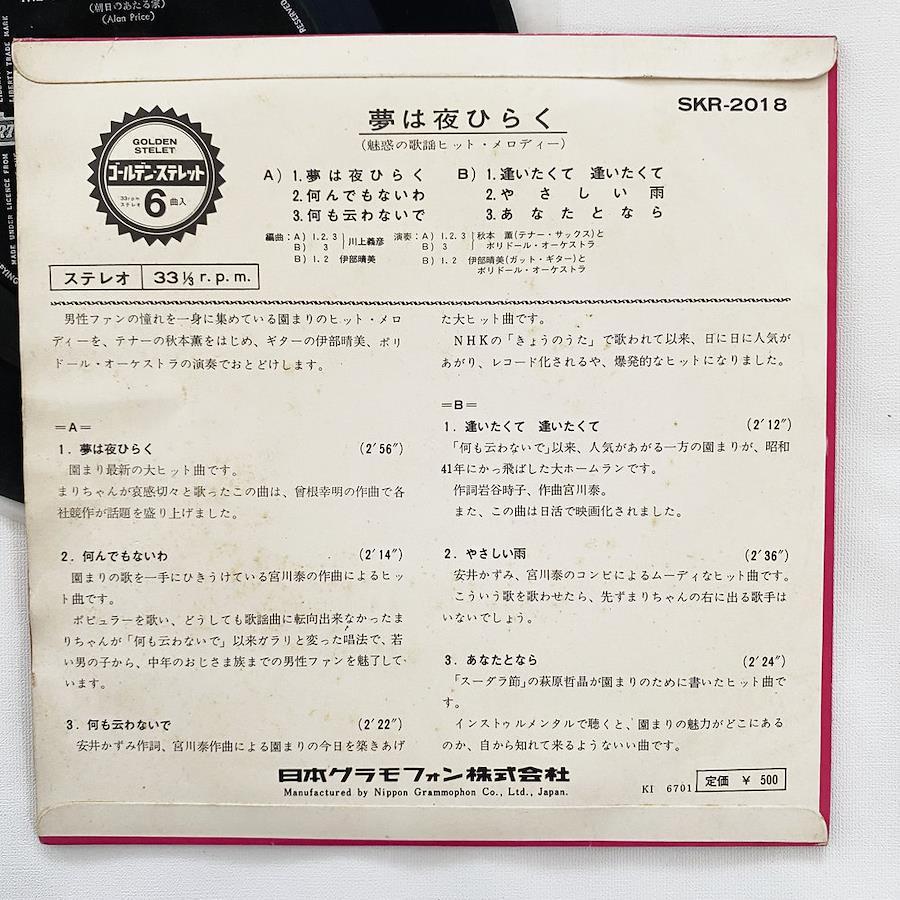 (朝日のあたる家)
(Alan Price)
RESERVED
LIBERTY TRADE MARK
MADE UNDER LICENCE FROM
SKR-2018
夢は夜ひらく
(魅惑の歌謡ヒット・メロディー)
GOLDEN
STELET
ゴールデン・ステレット
33rpm
ステレオ
6曲入
A) 1.夢は夜ひらく
2.何んでもないわ
3.何も云わないで
B) 1.逢いたくて 逢いたくて
2.やさしい雨
3.あなたとなら
編曲:A) 1.2.3
B) 3
川上義彦
B) 1.2 伊部晴美
演奏:A) 1.2.3
B) 3
秋本 薫(テナー・サックス)と
ポリドール・オーケストラ
B) 1.2 伊部晴美(ガット・ギター)と
ポリドール・オーケストラ
ステレオ 33⅓ r.p.m.
男性ファンの憧れを一身に集めている園まりのヒット・メロ
ディーを、テナーの秋本薫をはじめ、ギターの伊部晴美、ポリ
ドール・オーケストラの演奏でおとどけします。
=A=
1. 夢は夜ひらく (2′56″)
園まり最新の大ヒット曲です。
まりちゃんが哀感切々と歌ったこの曲は、曾根幸明の作曲で各
社競作が話題を盛り上げました。
2. 何んでもないわ (2′14″)
園まりの歌を一手にひきうけている宮川泰の作曲によるヒッ
ト曲です。
ポピュラーを歌い、どうしても歌謡曲に転向出来なかったま
りちゃんが「何も云わないで」以来ガラリと変った唱法で、若
い男の子から、中年のおじさま族までの男性ファンを魅了して
います。
3. 何も云わないで (2′22″)
安井かずみ作詞、宮川泰作曲による園まりの今日を築きあげ
た大ヒット曲です。
NHKの「きょうのうた」で歌われて以来、日に日に人気が
あがり、レコード化されるや、爆発的なヒットになりました。
=B=
1. 逢いたくて 逢いたくて (2′12″)
「何も云わないで」以来、人気があがる一方の園まりが、昭和
41年にかっ飛ばした大ホームランです。
作詞岩谷時子、作曲宮川泰。
また、この曲は日活で映画化されました。
2. やさしい雨 (2′36″)
安井かずみ、宮川泰のコンビによるムーディなヒット曲です。
こういう歌を歌わせたら、先ずまりちゃんの右に出る歌手は
いないでしょう。
3. あなたとなら (2′24″)
「スーダラ節」の萩原哲晶が園まりのために書いたヒット曲で
す。
インストゥルメンタルで聴くと、園まりの魅力がどこにある
のか、自から知れて来るようないい曲です。
日本グラモフォン株式会社
Manufactured by Nippon Grammophon Co., Ltd., Japan.
KI 6701
定価 ¥ 500